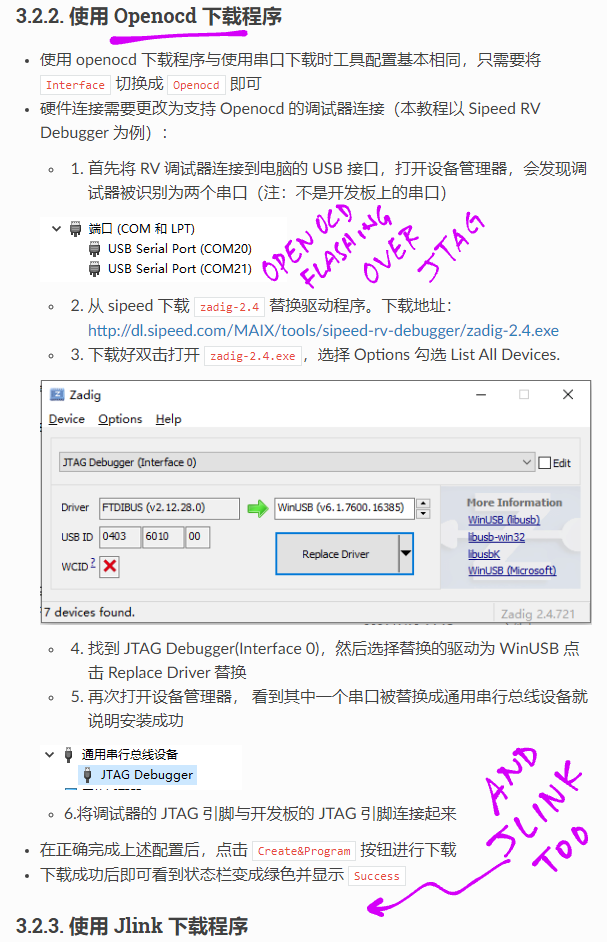 3.2.2. 使用 Openocd 下载程序
使用 openocd 下载程序与使用串口下载时工具配置基本相同，只需要将
Interface 切换成 Openocd 即可
硬件连接需要更改为支持 Openocd 的调试器连接（本教程以 Sipeed RV
Debugger 为例）:
1. 首先将 RV 调试器连接到电脑的 USB 接口，打开设备管理器，会发现调
试器被识别为两个串口（注：不是开发板上的串口）
端口 (COM 和 LPT)
USB Serial Port (COM20)
USB Serial Port (COM21)
OPEN OCD
FLASHING
OVER
JTAG
2. 从 sipeed 下载 zadig-2.4 替换驱动程序。下载地址：
http://dl.sipeed.com/MAIX/tools/sipeed-rv-debugger/zadig-2.4.exe
3. 下载好双击打开 zadig-2.4.exe，选择 Options 勾选 List All Devices.
Zadig
Device Options Help
JTAG Debugger (Interface 0) Edit
Driver FTDIBUS (v2.12.28.0) WinUSB (v6.1.7600.16385)
USB ID 0403 6010 00
WCID ?
Replace Driver
More Information
WinUSB (libusb)
libusb-win32
libusbK
WinUSB (Microsoft)
7 devices found. Zadig 2.4.721
4. 找到 JTAG Debugger(Interface 0)，然后选择替换的驱动为 WinUSB 点
击 Replace Driver 替换
5. 再次打开设备管理器， 看到其中一个串口被替换成通用串行总线设备就
说明安装成功
通用串行总线设备
JTAG Debugger
AND
JLINK
TOO
6.将调试器的 JTAG 引脚与开发板的 JTAG 引脚连接起来
在正确完成上述配置后，点击 Create&Program 按钮进行下载
下载成功后即可看到状态栏变成绿色并显示 Success
3.2.3. 使用 Jlink 下载程序